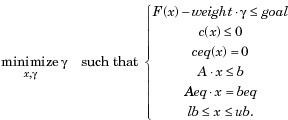 minimize γ such that
x,γ
F(x) – weight · γ ≤ goal
c(x) ≤ 0
ceq(x) = 0
A · x ≤ b
Aeq · x = beq
lb ≤ x ≤ ub.